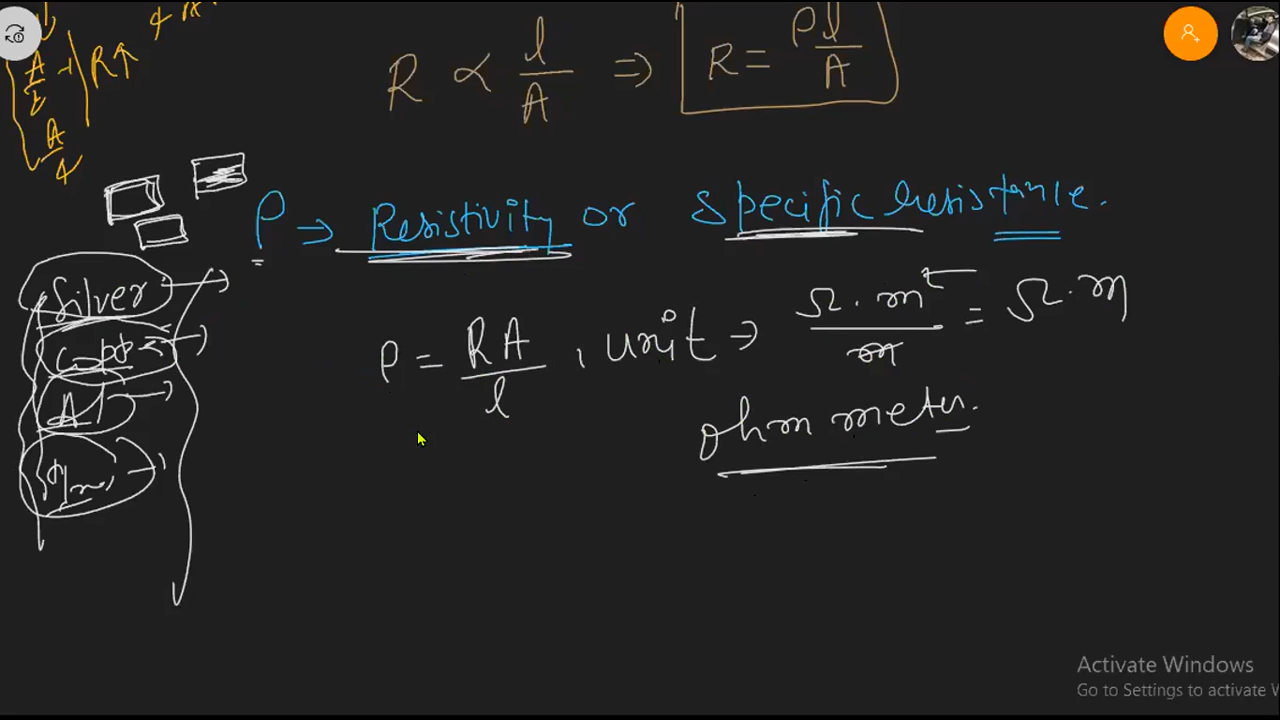 R ↑
A
4
R ∝ l/A ⇒ R = ρl/A
ρ ⇒ Resistivity or specific resistance.
Silver
ρ = RA/l , unit ⇒ Ω·m²/m = Ω·m
Al
ohm meter.
Activate Windows
Go to Settings to activate W